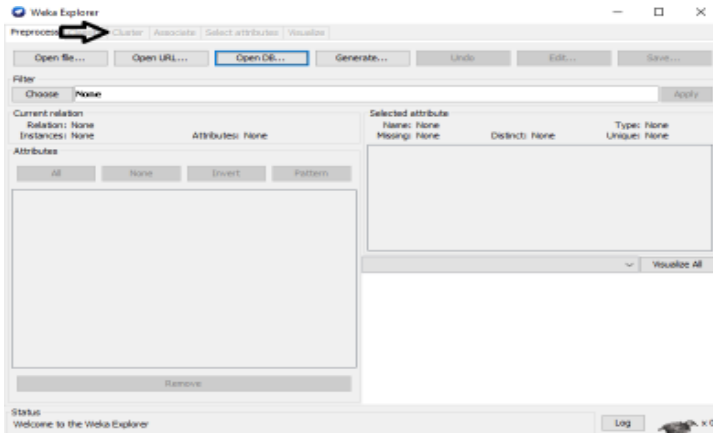 Weka Explorer
Preprocess Cluster Associate Select attributes Visualize
Open file... Open URL... Open DB... Generate... Undo Edit... Save...
Filter
Choose None Apply
Current relation
Relation: None
Instances: None Attributes: None
Selected attribute
Name: None Type: None
Missing: None Distinct: None Unique: None
Attributes
All None Invert Pattern
Visualize All
Remove
Status
Welcome to the Weka Explorer
Log x 0